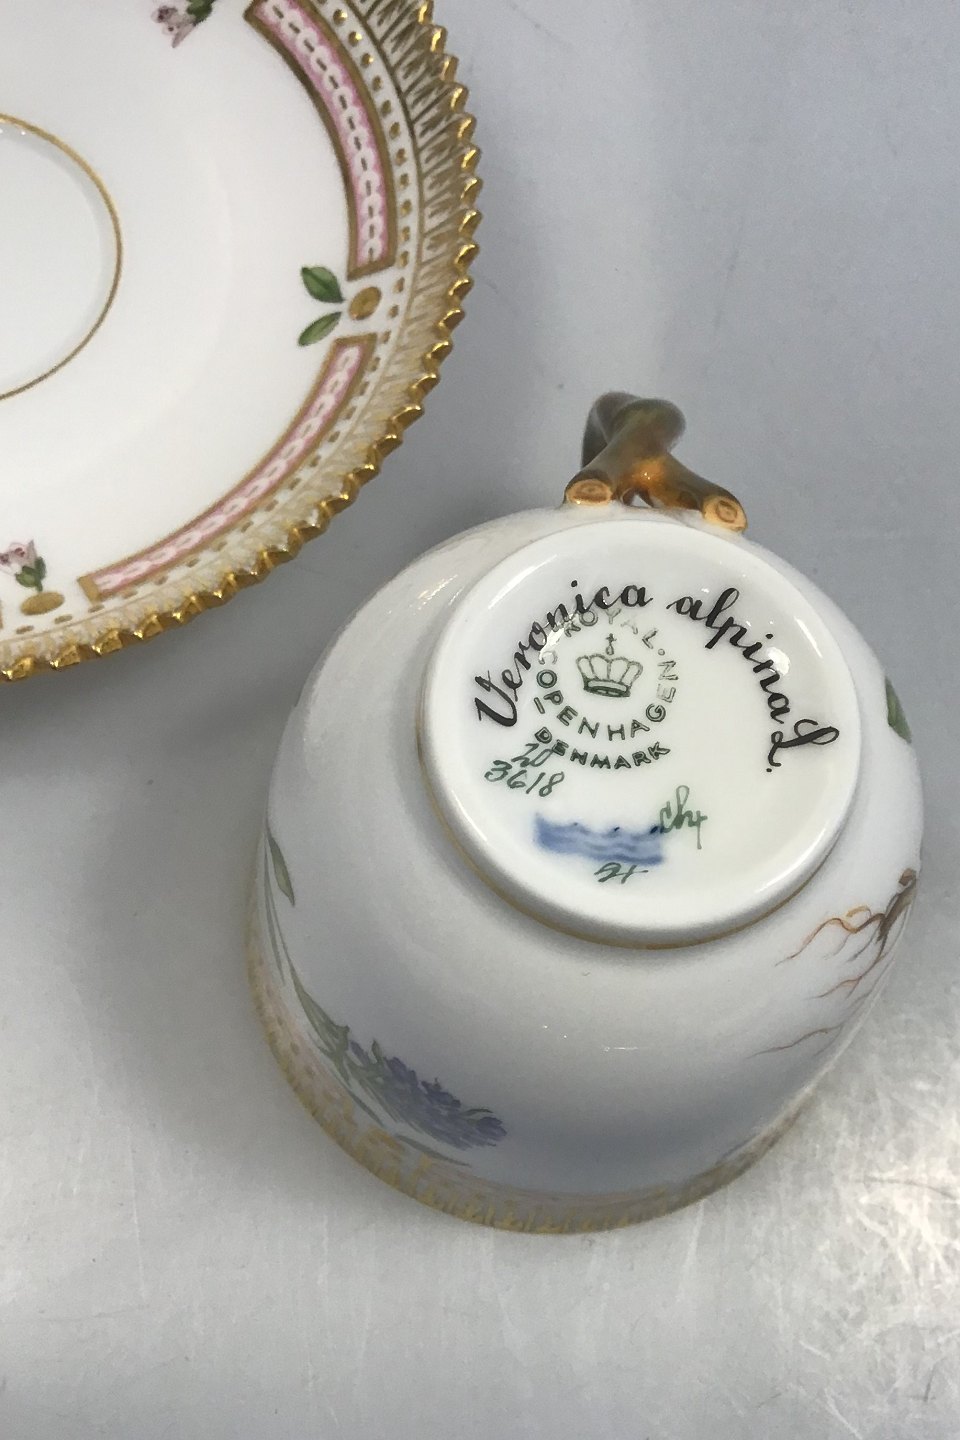 Veronica alpina L.
ROYAL COPENHAGEN
DENMARK
20
3618